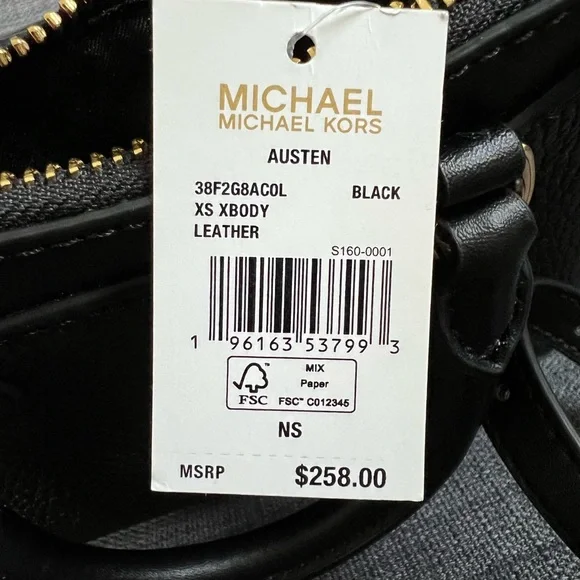 MICHAEL
MICHAEL KORS
AUSTEN
38F2G8AC0L BLACK
XS XBODY
LEATHER
S160-0001
1 96163 53799 3
MIX
Paper
FSC FSC™ C012345
NS
MSRP $258.00